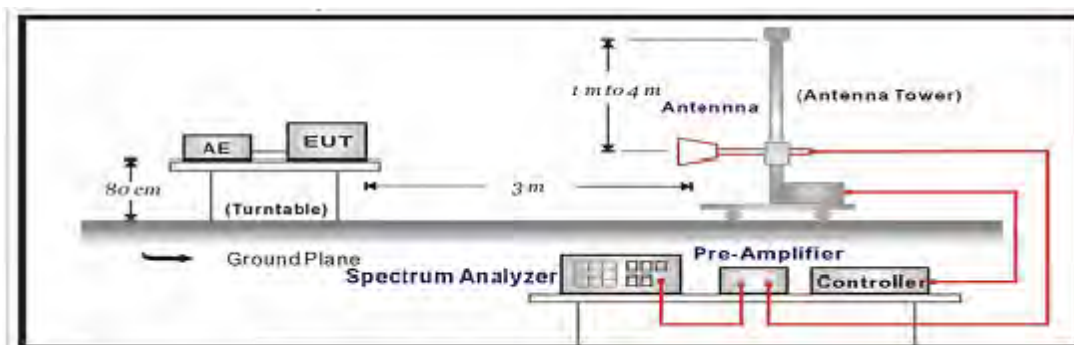 1 m to 4 m
Antennna
(Antenna Tower)
AE
EUT
80 cm
3 m
(Turntable)
Ground Plane
Spectrum Analyzer
Pre-Amplifier
Controller